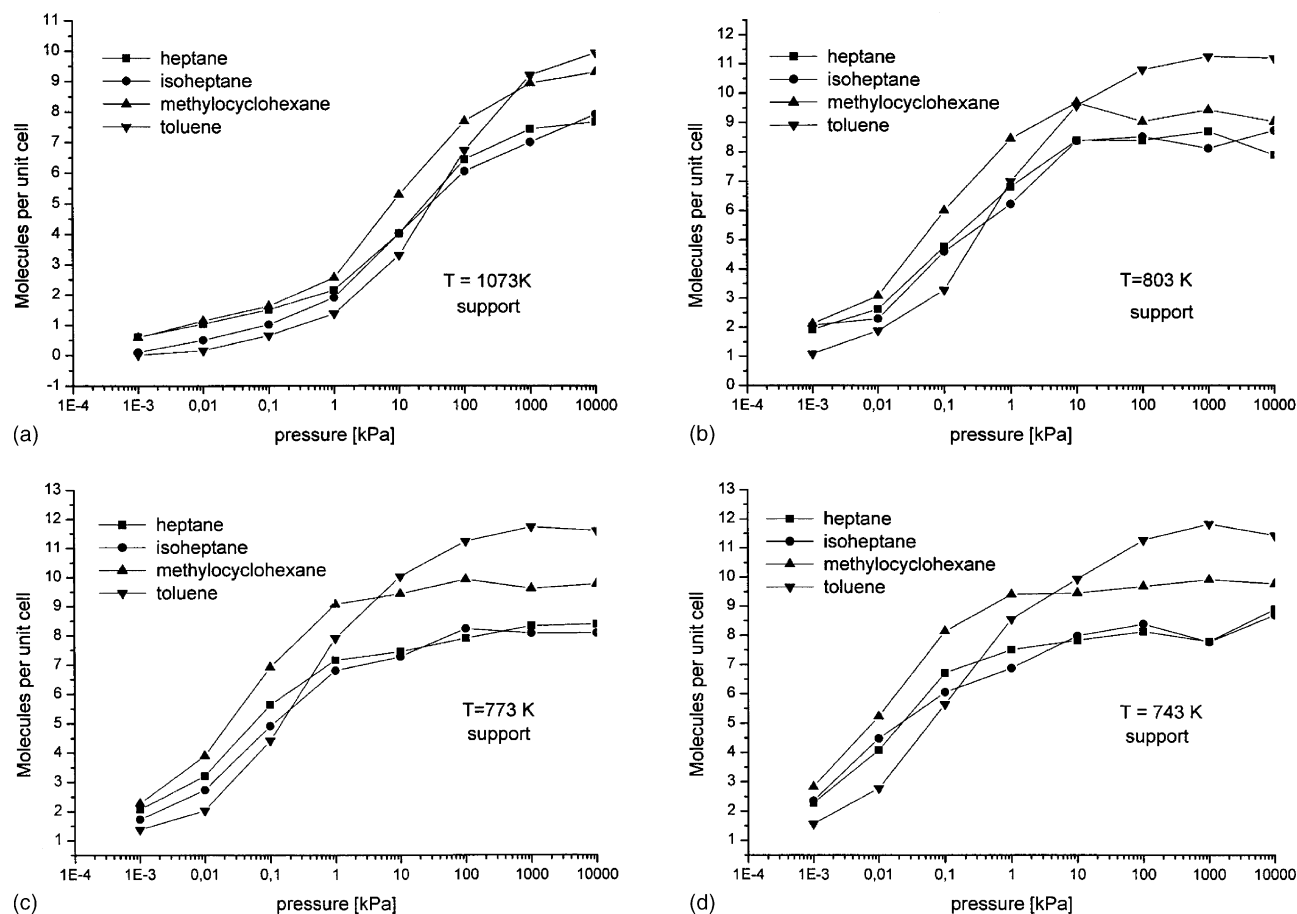 11
10
9
8
7
6
5
4
3
2
1
0
-1
Molecules per unit cell
heptane
isoheptane
methylocyclohexane
toluene
T = 1073K
support
1E-4 1E-3 0,01 0,1 1 10 100 1000 10000
pressure [kPa]
(a)
12
11
10
9
8
7
6
5
4
3
2
1
0
Molecules per unit cell
heptane
isoheptane
methylocyclohexane
toluene
T=803 K
support
1E-4 1E-3 0,01 0,1 1 10 100 1000 10000
pressure [kPa]
(b)
13
12
11
10
9
8
7
6
5
4
3
2
1
Molecules per unit cell
heptane
isoheptane
methylocyclohexane
toluene
T=773 K
support
1E-4 1E-3 0,01 0,1 1 10 100 1000 10000
pressure [kPa]
(c)
13
12
11
10
9
8
7
6
5
4
3
2
1
Molecules per unit cell
heptane
isoheptane
methylocyclohexane
toluene
T = 743 K
support
1E-4 1E-3 0,01 0,1 1 10 100 1000 10000
pressure [kPa]
(d)